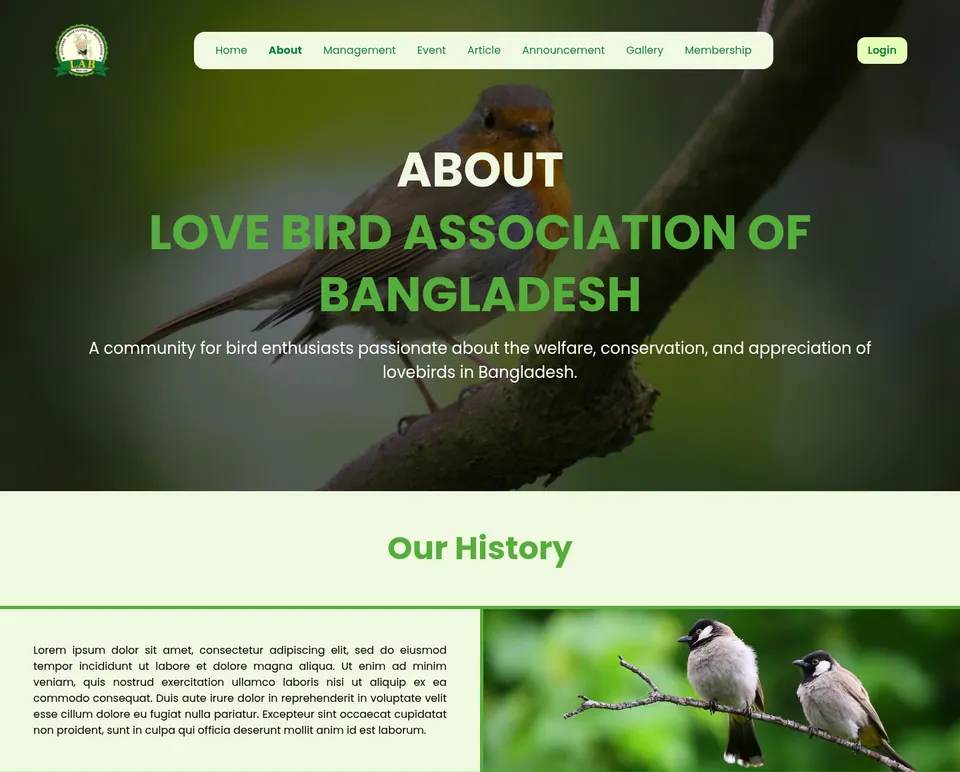 LAB
Home About Management Event Article Announcement Gallery Membership
Login
ABOUT
LOVE BIRD ASSOCIATION OF
BANGLADESH
A community for bird enthusiasts passionate about the welfare, conservation, and appreciation of
lovebirds in Bangladesh.
Our History
Lorem ipsum dolor sit amet, consectetur adipiscing elit, sed do eiusmod
tempor incididunt ut labore et dolore magna aliqua. Ut enim ad minim
veniam, quis nostrud exercitation ullamco laboris nisi ut aliquip ex ea
commodo consequat. Duis aute irure dolor in reprehenderit in voluptate velit
esse cillum dolore eu fugiat nulla pariatur. Excepteur sint occaecat cupidatat
non proident, sunt in culpa qui officia deserunt mollit anim id est laborum.